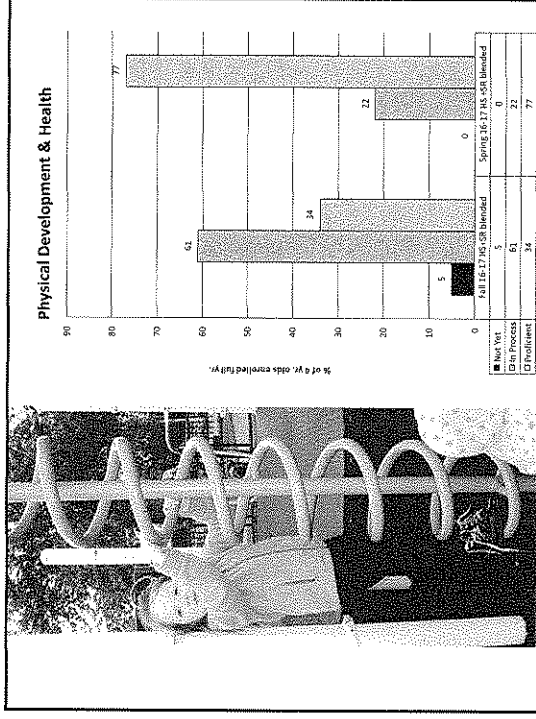 Physical Development & Health
90
80
70
60
50
40
30
20
10
0
% of 4 yr. olds enrolled full yr.
5
61
34
0
22
77
Fall 16-17 HS+SR blended
Spring 16-17 HS+SR blended
Not Yet 5 0
In Process 61 22
Proficient 34 77